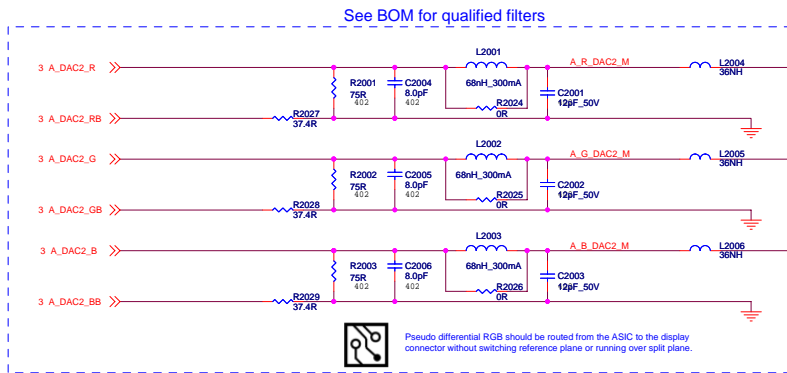 See BOM for qualified filters
3 A_DAC2_R
R2001
75R
402
C2004
8.0pF
402
L2001
68nH_300mA
R2024
0R
A_R_DAC2_M
C2001
12pF_50V
402
L2004
36NH
3 A_DAC2_RB
R2027
37.4R
3 A_DAC2_G
R2002
75R
402
C2005
8.0pF
402
L2002
68nH_300mA
R2025
0R
A_G_DAC2_M
C2002
12pF_50V
L2005
36NH
3 A_DAC2_GB
R2028
37.4R
3 A_DAC2_B
R2003
75R
402
C2006
8.0pF
402
L2003
68nH_300mA
R2026
0R
A_B_DAC2_M
C2003
12pF_50V
L2006
36NH
3 A_DAC2_BB
R2029
37.4R
Pseudo differential RGB should be routed from the ASIC to the display
connector without switching reference plane or running over split plane.